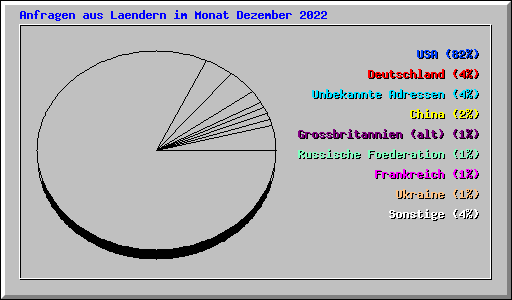 Anfragen aus Laendern im Monat Dezember 2022
USA (82%)
Deutschland (4%)
Unbekannte Adressen (4%)
China (2%)
Grossbritannien (alt) (1%)
Russische Foederation (1%)
Frankreich (1%)
Ukraine (1%)
Sonstige (4%)